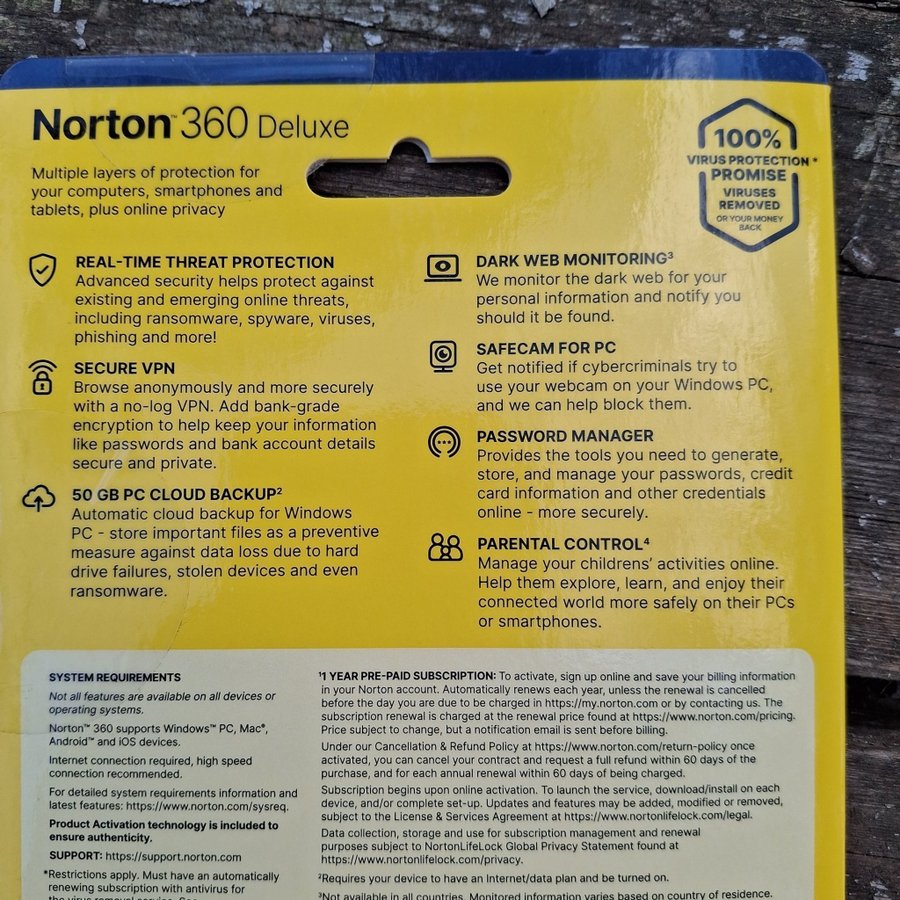 Norton™ 360 Deluxe
Multiple layers of protection for
your computers, smartphones and
tablets, plus online privacy
100%
VIRUS PROTECTION *
PROMISE
VIRUSES
REMOVED
OR YOUR MONEY
BACK
REAL-TIME THREAT PROTECTION
Advanced security helps protect against
existing and emerging online threats,
including ransomware, spyware, viruses,
phishing and more!
SECURE VPN
Browse anonymously and more securely
with a no-log VPN. Add bank-grade
encryption to help keep your information
like passwords and bank account details
secure and private.
50 GB PC CLOUD BACKUP²
Automatic cloud backup for Windows
PC - store important files as a preventive
measure against data loss due to hard
drive failures, stolen devices and even
ransomware.
DARK WEB MONITORING³
We monitor the dark web for your
personal information and notify you
should it be found.
SAFECAM FOR PC
Get notified if cybercriminals try to
use your webcam on your Windows PC,
and we can help block them.
PASSWORD MANAGER
Provides the tools you need to generate,
store, and manage your passwords, credit
card information and other credentials
online - more securely.
PARENTAL CONTROL⁴
Manage your childrens' activities online.
Help them explore, learn, and enjoy their
connected world more safely on their PCs
or smartphones.
SYSTEM REQUIREMENTS
Not all features are available on all devices or
operating systems.
Norton™ 360 supports Windows™ PC, Mac®,
Android™ and iOS devices.
Internet connection required, high speed
connection recommended.
For detailed system requirements information and
latest features: https://www.norton.com/sysreq.
Product Activation technology is included to
ensure authenticity.
SUPPORT: https://support.norton.com
*Restrictions apply. Must have an automatically
renewing subscription with antivirus for
the virus removal service. See
¹1 YEAR PRE-PAID SUBSCRIPTION: To activate, sign up online and save your billing information
in your Norton account. Automatically renews each year, unless the renewal is cancelled
before the day you are due to be charged in https://my.norton.com or by contacting us. The
subscription renewal is charged at the renewal price found at https://www.norton.com/pricing.
Price subject to change, but a notification email is sent before billing.
Under our Cancellation & Refund Policy at https://www.norton.com/return-policy once
activated, you can cancel your contract and request a full refund within 60 days of the
purchase, and for each annual renewal within 60 days of being charged.
Subscription begins upon online activation. To launch the service, download/install on each
device, and/or complete set-up. Updates and features may be added, modified or removed,
subject to the License & Services Agreement at https://www.nortonlifelock.com/legal.
Data collection, storage and use for subscription management and renewal
purposes subject to NortonLifeLock Global Privacy Statement found at
https://www.nortonlifelock.com/privacy.
²Requires your device to have an Internet/data plan and be turned on.
³Not available in all countries. Monitored information varies based on country of residence.